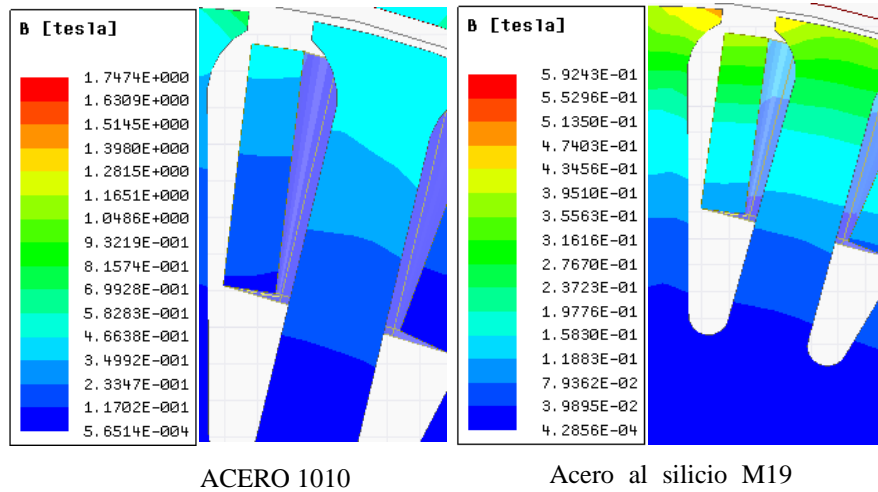 B [tesla]
1.7474E+000
1.6309E+000
1.5145E+000
1.3980E+000
1.2815E+000
1.1651E+000
1.0486E+000
9.3219E-001
8.1574E-001
6.9928E-001
5.8283E-001
4.6638E-001
3.4992E-001
2.3347E-001
1.1702E-001
5.6514E-004
B [tesla]
5.9243E-01
5.5296E-01
5.1350E-01
4.7403E-01
4.3456E-01
3.9510E-01
3.5563E-01
3.1616E-01
2.7670E-01
2.3723E-01
1.9776E-01
1.5830E-01
1.1883E-01
7.9362E-02
3.9895E-02
4.2856E-04
ACERO 1010
Acero al silicio M19